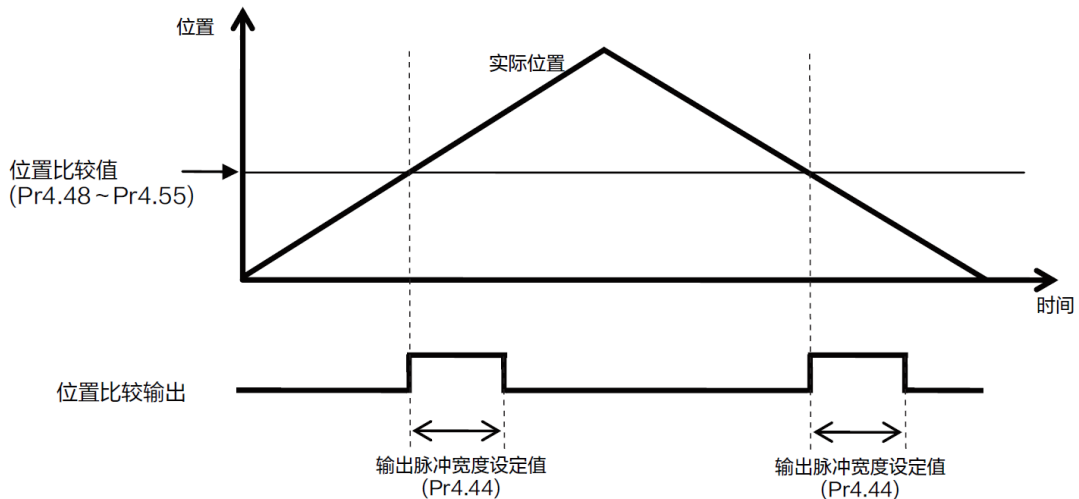 位置
实际位置
位置比较值
(Pr4.48~Pr4.55)
时间
位置比较输出
输出脉冲宽度设定值
(Pr4.44)
输出脉冲宽度设定值
(Pr4.44)